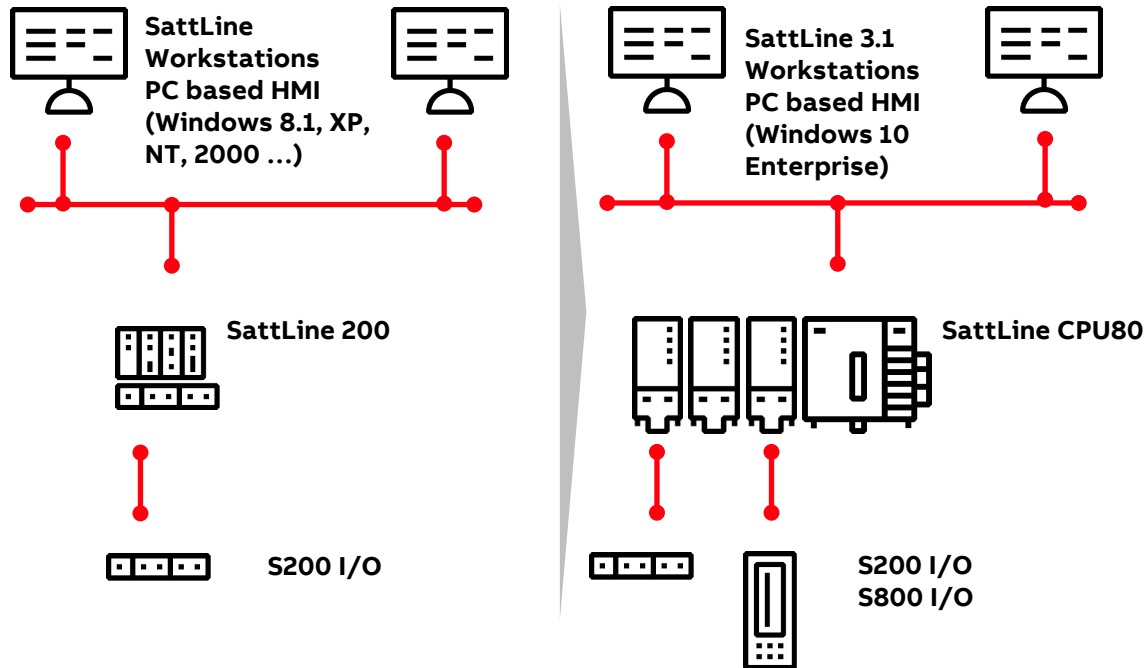 SattLine
Workstations
PC based HMI
(Windows 8.1, XP,
NT, 2000 ...)
SattLine 3.1
Workstations
PC based HMI
(Windows 10
Enterprise)
SattLine 200
SattLine CPU80
S200 I/O
S200 I/O
S800 I/O